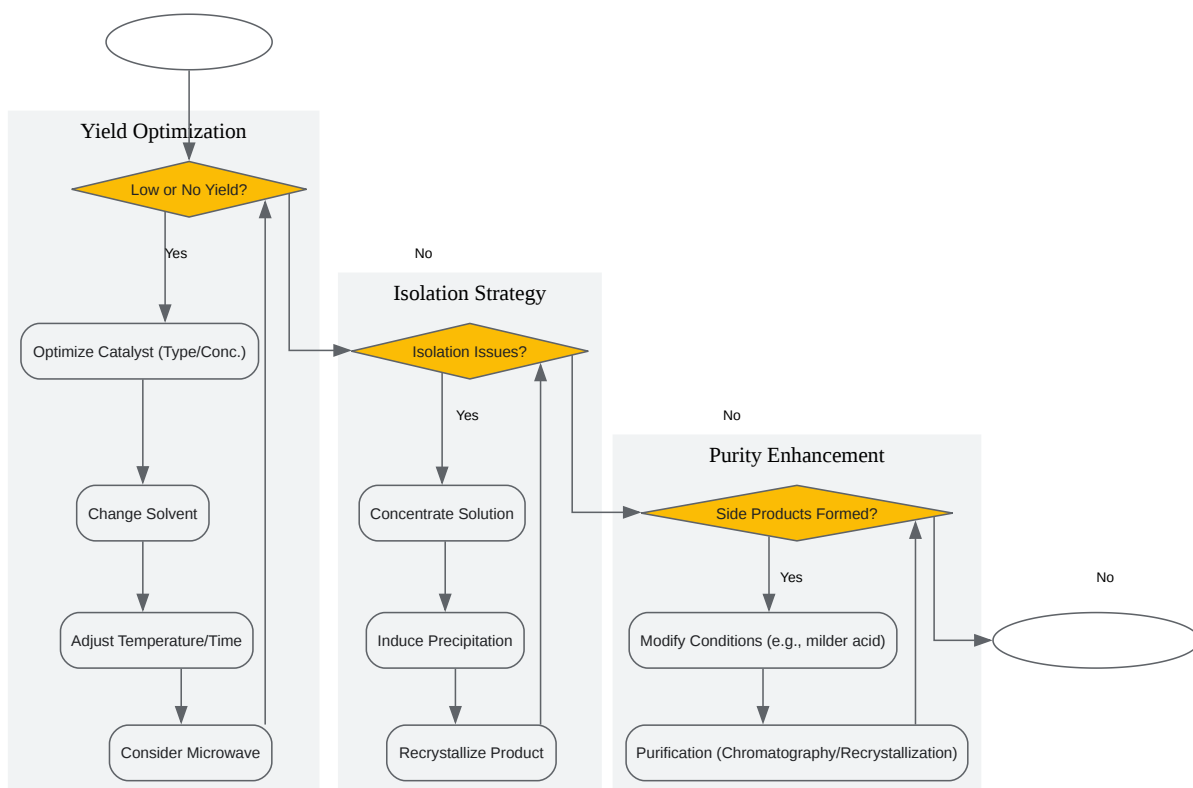 Yield Optimization
Low or No Yield?
Yes
No
Optimize Catalyst (Type/Conc.)
Change Solvent
Adjust Temperature/Time
Consider Microwave
Isolation Strategy
Isolation Issues?
Yes
No
Concentrate Solution
Induce Precipitation
Recrystallize Product
Purity Enhancement
Side Products Formed?
Yes
No
Modify Conditions (e.g., milder acid)
Purification (Chromatography/Recrystallization)